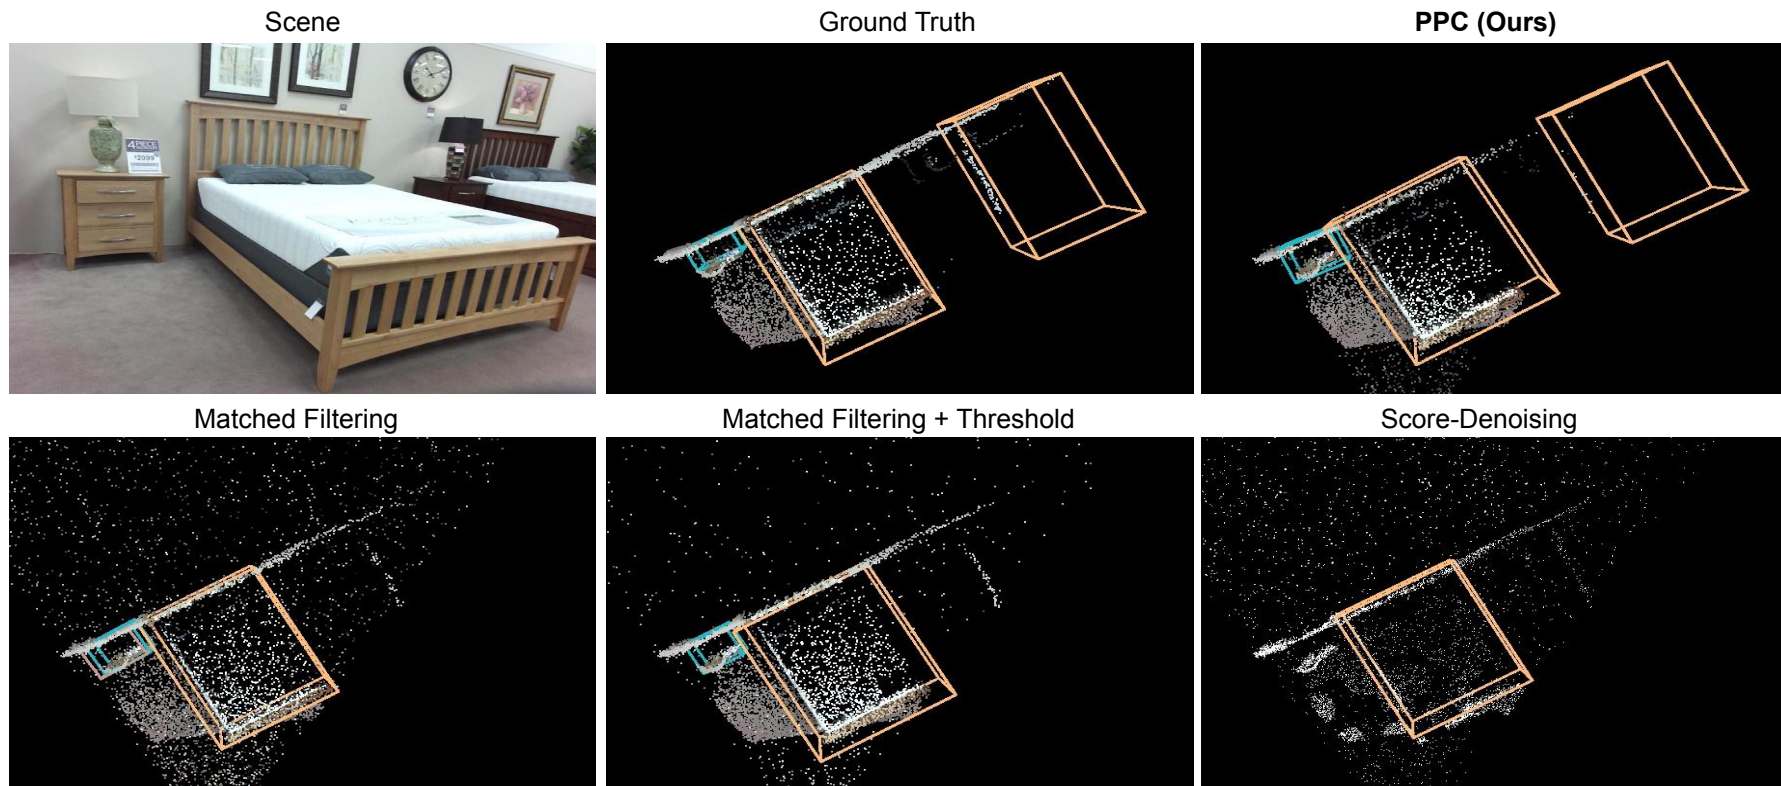 Scene
Ground Truth
PPC (Ours)
4 PIECE
$2099
Matched Filtering
Matched Filtering + Threshold
Score-Denoising